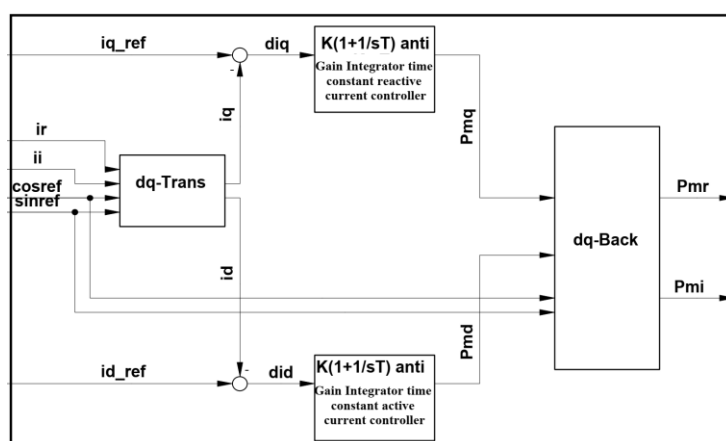 iq_ref
-
diq
K(1+1/sT) anti
Gain Integrator time
constant reactive
current controller
iq
Pmq
ir
ii
cosref
sinref
dq-Trans
dq-Back
Pmr
Pmi
id
Pmd
id_ref
-
did
K(1+1/sT) anti
Gain Integrator time
constant active
current controller